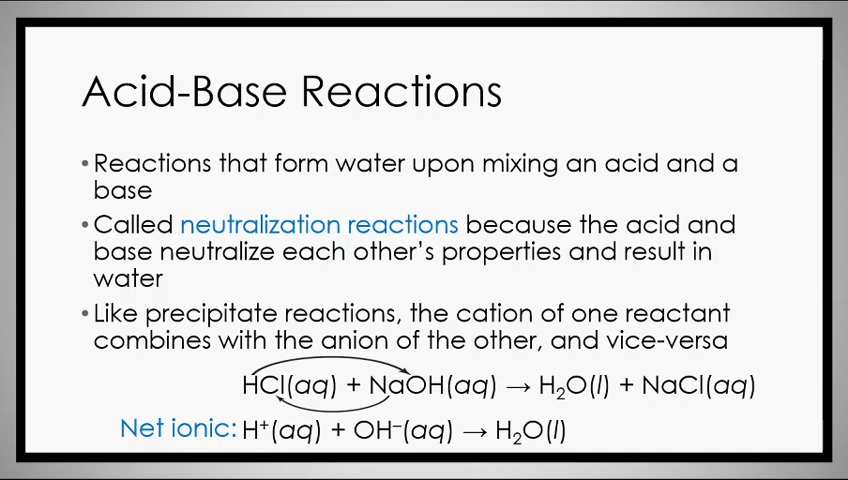 Acid-Base Reactions
•Reactions that form water upon mixing an acid and a
base
•Called neutralization reactions because the acid and
base neutralize each other’s properties and result in
water
•Like precipitate reactions, the cation of one reactant
combines with the anion of the other, and vice-versa
HCl(aq) + NaOH(aq) → H₂O(l) + NaCl(aq)
Net ionic: H⁺(aq) + OH⁻(aq) → H₂O(l)